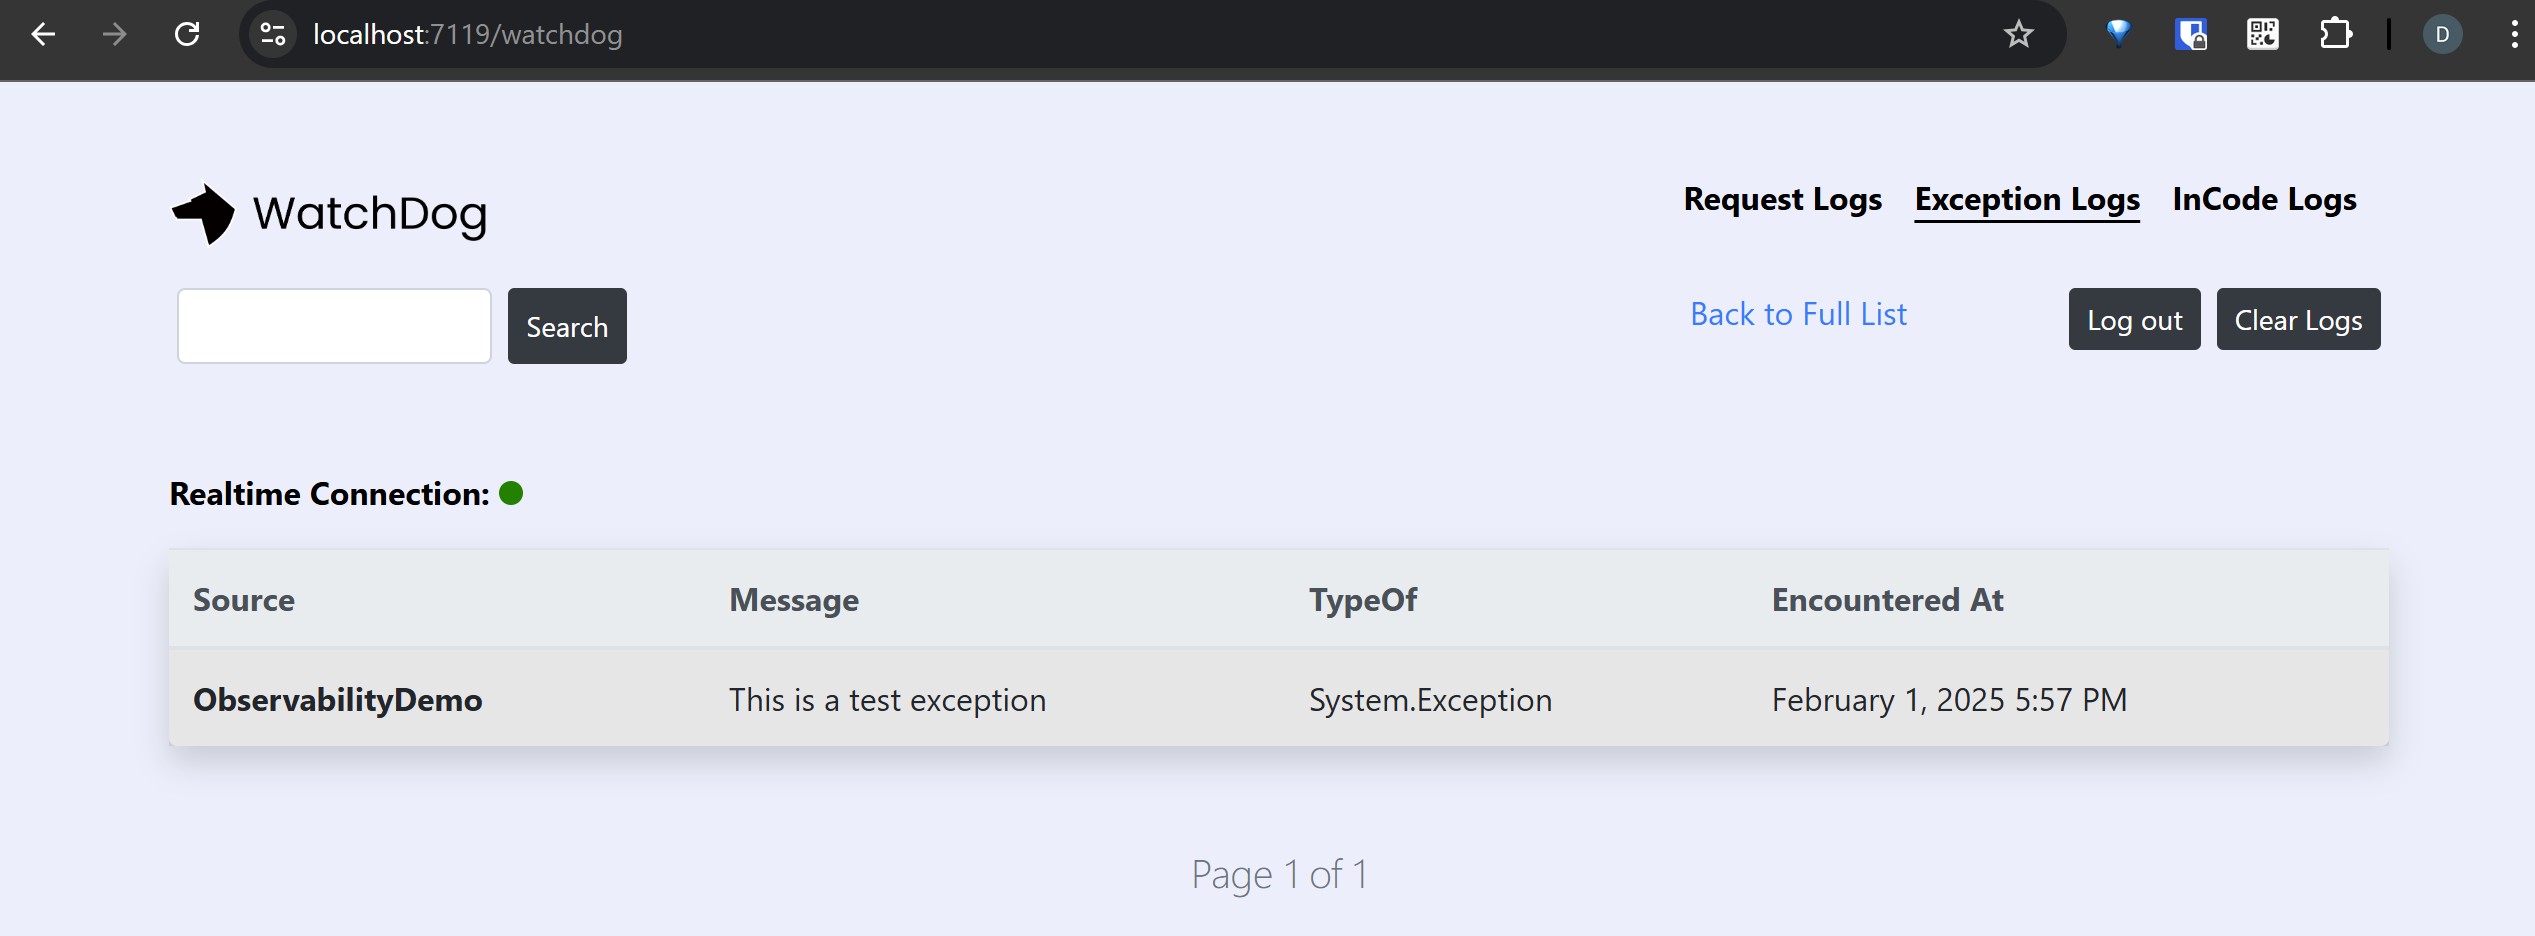 localhost:7119/watchdog
D
WatchDog
Request Logs Exception Logs InCode Logs
Search
Back to Full List
Log out
Clear Logs
Realtime Connection:
Source Message TypeOf Encountered At
ObservabilityDemo This is a test exception System.Exception February 1, 2025 5:57 PM
Page 1 of 1